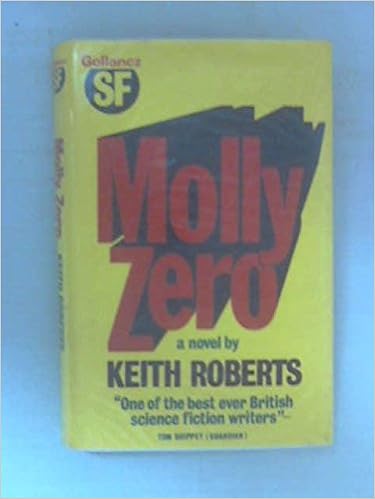 Gollancz
SF
Molly
Zero
a novel by
KEITH ROBERTS
"One of the best ever British
science fiction writers"—
TOM SHIPPEY (GUARDIAN)
Molly Zero KEITH ROBERTS